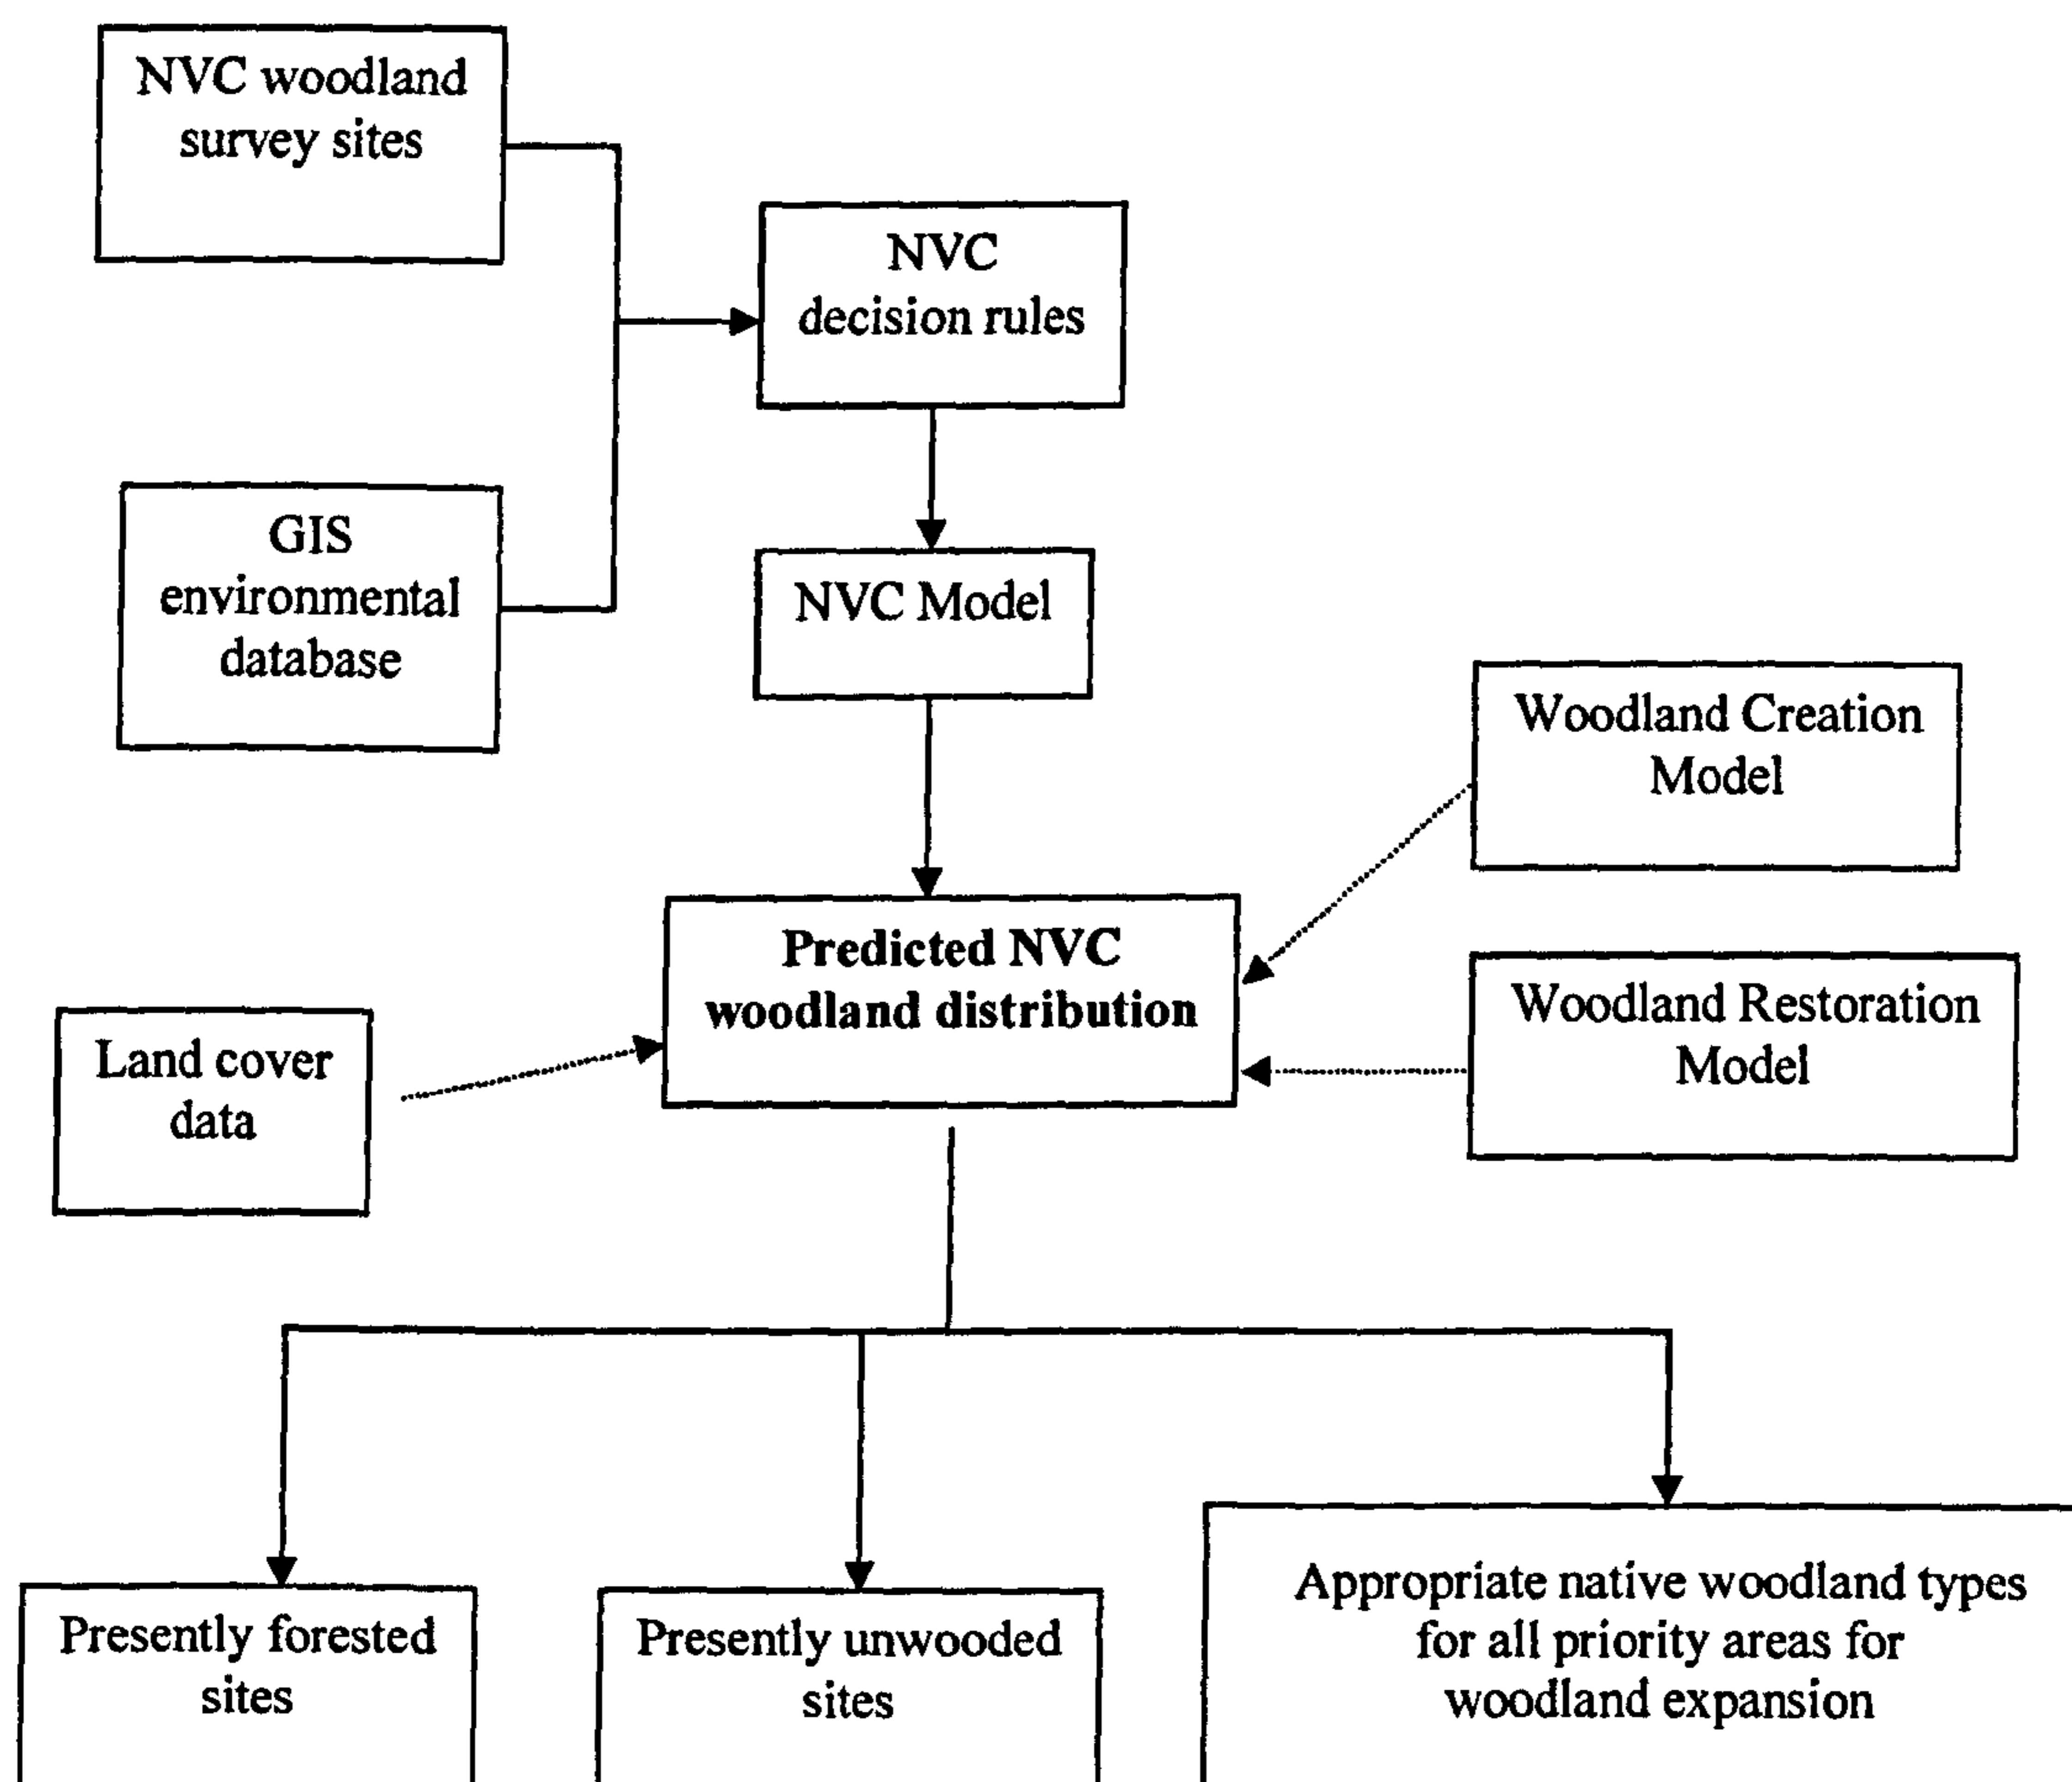 NVC woodland
survey sites
NVC
decision rules
GIS
environmental
database
NVC Model
Woodland Creation
Model
Predicted NVC
woodland distribution
Woodland Restoration
Model
Land cover
data
Presently forested
sites
Presently unwooded
sites
Appropriate native woodland types
for all priority areas for
woodland expansion